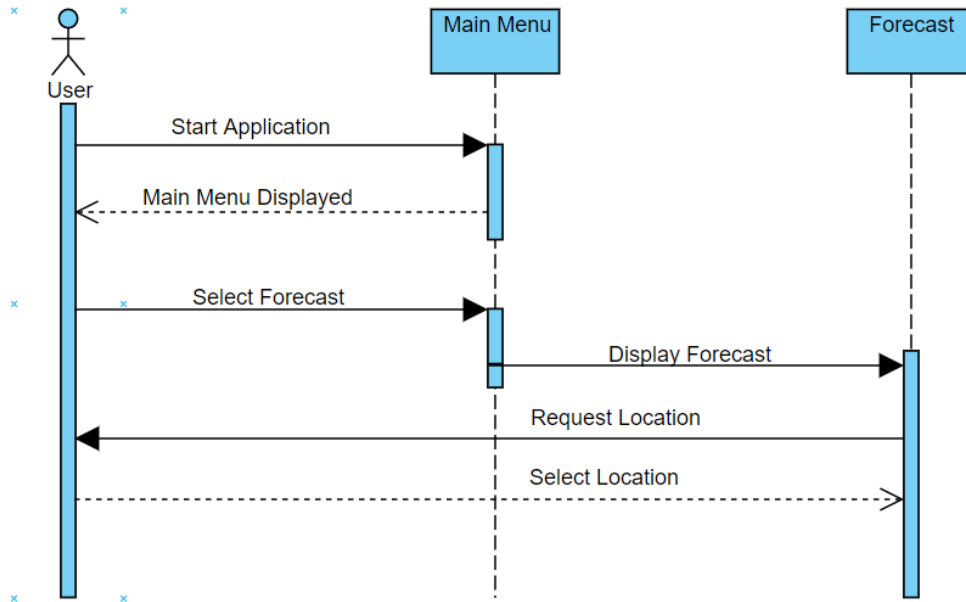 Main Menu
Forecast
User
Start Application
Main Menu Displayed
Select Forecast
Display Forecast
Request Location
Select Location